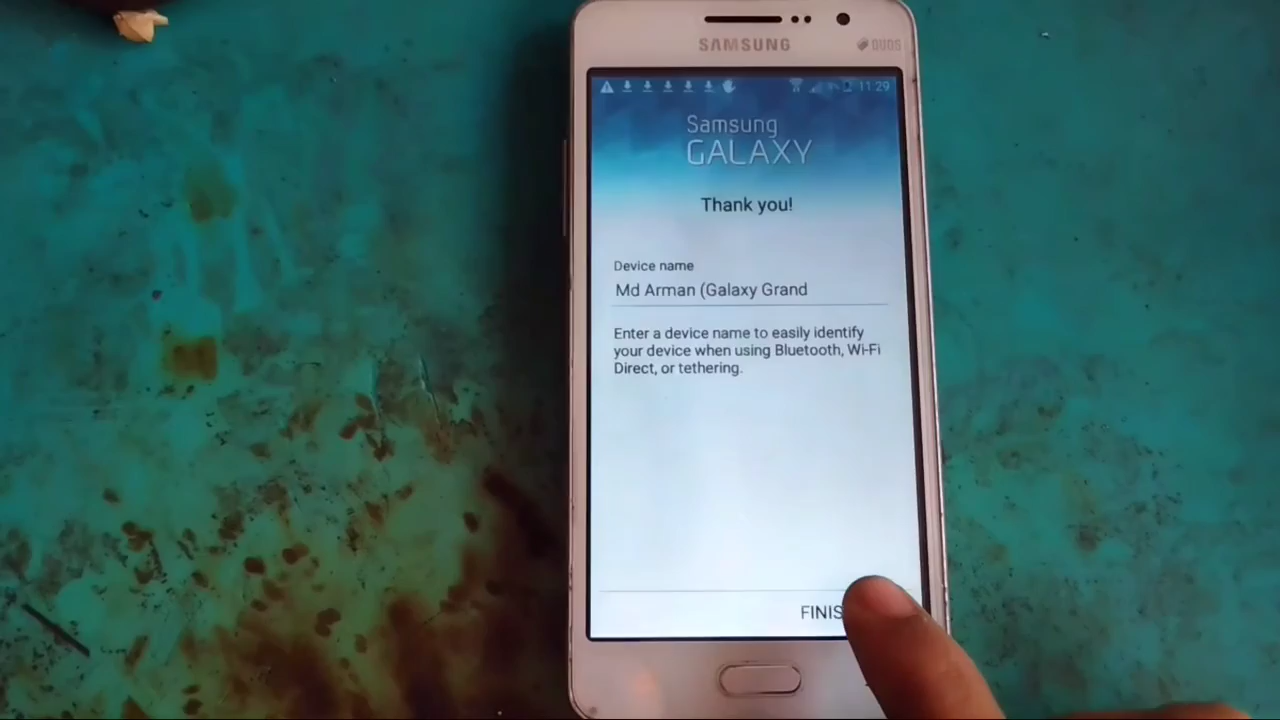 SAMSUNG
DUOS
11:29
Samsung
GALAXY
Thank you!
Device name
Md Arman (Galaxy Grand
Enter a device name to easily identify
your device when using Bluetooth, Wi-Fi
Direct, or tethering.
FINIS